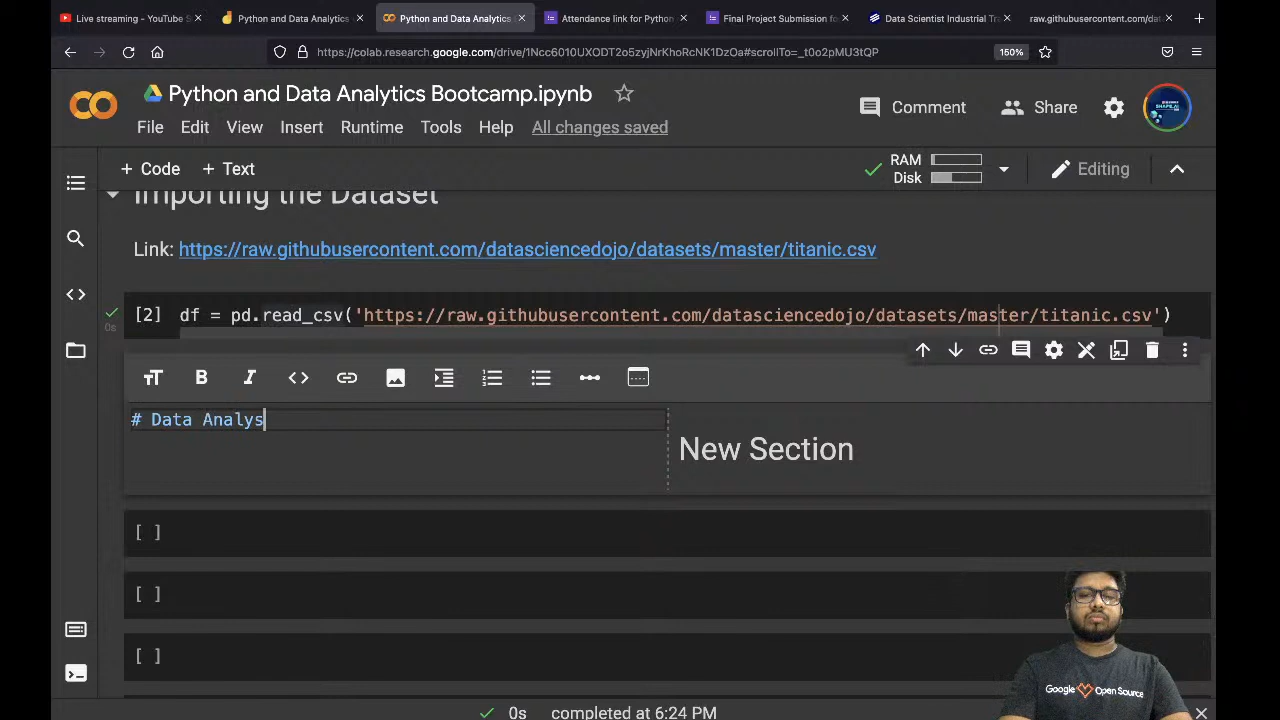 Live streaming - YouTube S
Python and Data Analytics
Python and Data Analytics B
Attendance link for Python
Final Project Submission fo
Data Scientist Industrial Tra
raw.githubusercontent.com/dat
https://colab.research.google.com/drive/1Ncc6010UXODT2o5zyjNrKhoRcNK1DzOa#scrollTo=_t0o2pMU3tQP
150%
Python and Data Analytics Bootcamp.ipynb
Comment
Share
File Edit View Insert Runtime Tools Help All changes saved
+ Code + Text
RAM
Disk
Editing
Importing the Dataset
Link: https://raw.githubusercontent.com/datasciencedojo/datasets/master/titanic.csv
[2] df = pd.read_csv('https://raw.githubusercontent.com/datasciencedojo/datasets/master/titanic.csv')
0s
# Data Analys
New Section
[ ]
[ ]
[ ]
Google Open Source
0s completed at 6:24 PM